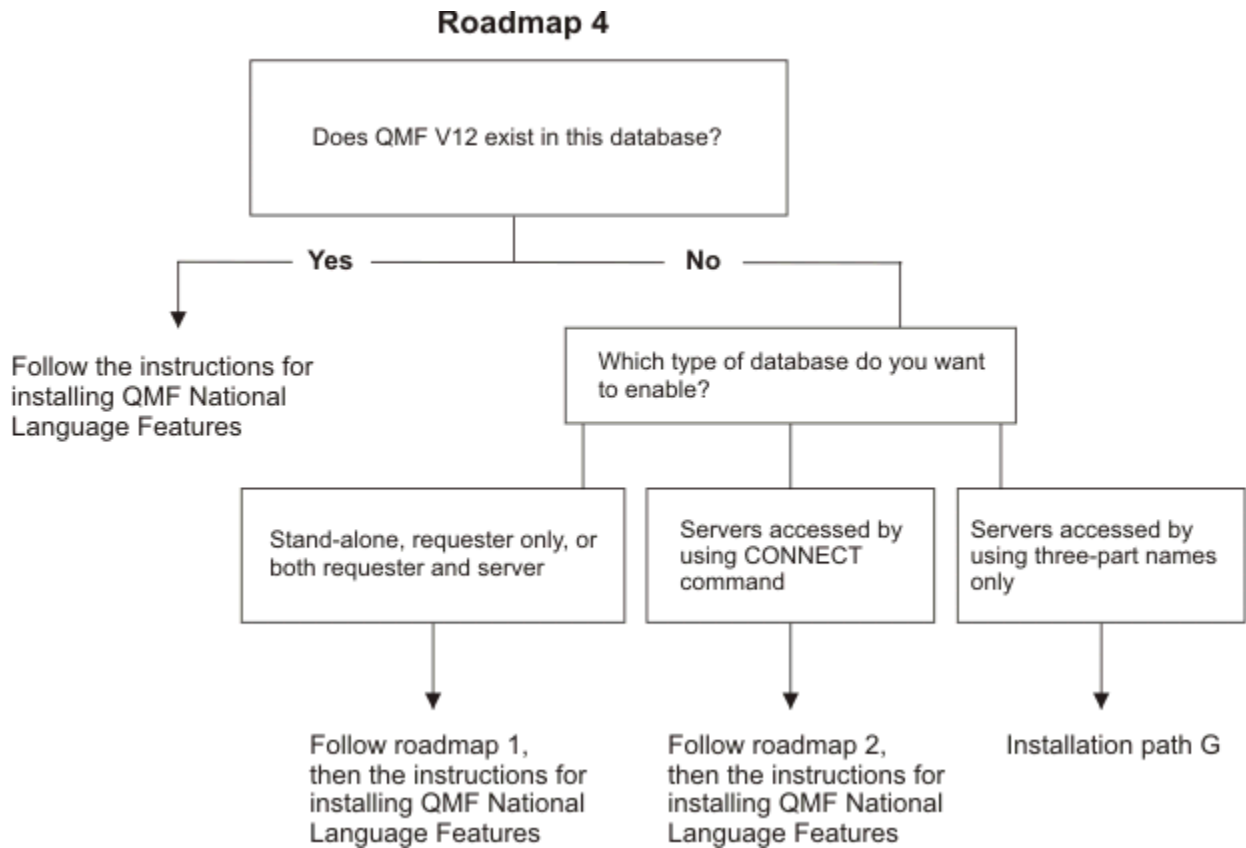 Roadmap 4
Does QMF V12 exist in this database?
Yes
No
Follow the instructions for
installing QMF National
Language Features
Which type of database do you want
to enable?
Stand-alone, requester only, or
both requester and server
Servers accessed by
using CONNECT
command
Servers accessed by
using three-part names
only
Follow roadmap 1,
then the instructions for
installing QMF National
Language Features
Follow roadmap 2,
then the instructions for
installing QMF National
Language Features
Installation path G